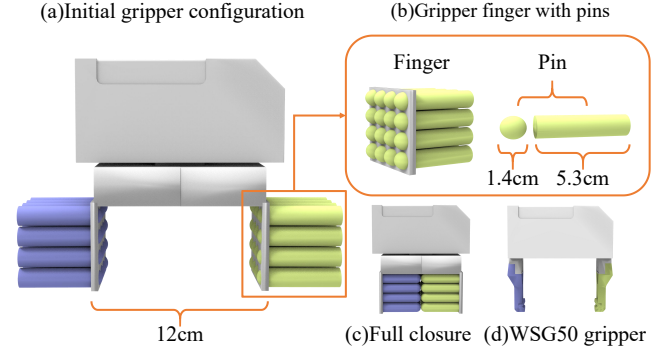 (a)Initial gripper configuration
(b)Gripper finger with pins
Finger
Pin
1.4cm
5.3cm
12cm
(c)Full closure
(d)WSG50 gripper